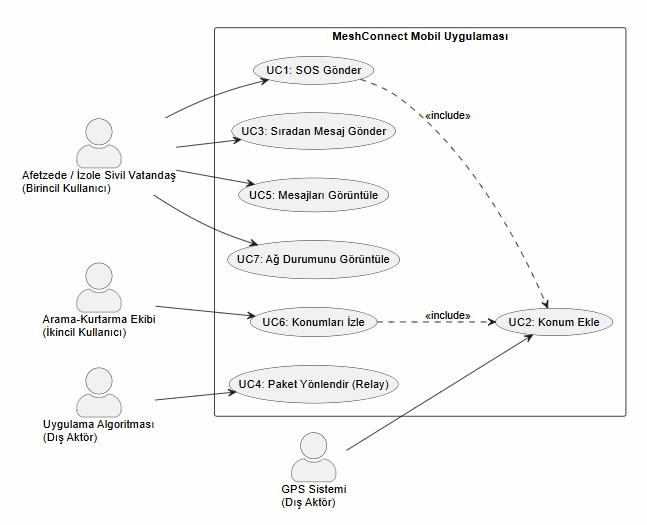 MeshConnect Mobil Uygulaması
UC1: SOS Gönder
«include»
UC3: Sıradan Mesaj Gönder
Afetzede / İzole Sivil Vatandaş
(Birincil Kullanıcı)
UC5: Mesajları Görüntüle
UC7: Ağ Durumunu Görüntüle
Arama-Kurtarma Ekibi
(İkincil Kullanıcı)
UC6: Konumları İzle
«include»
UC2: Konum Ekle
UC4: Paket Yönlendir (Relay)
Uygulama Algoritması
(Dış Aktör)
GPS Sistemi
(Dış Aktör)